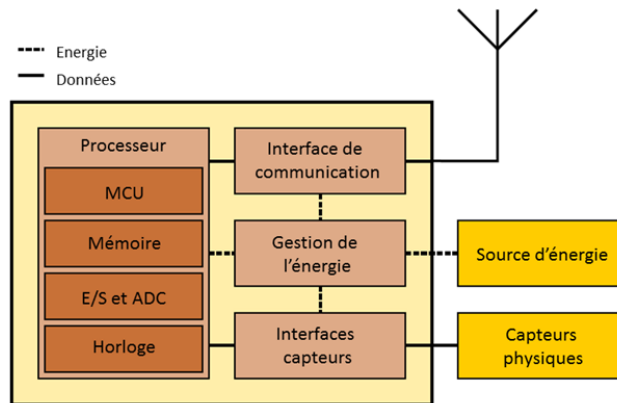 Energie
Données
Processeur
MCU
Mémoire
E/S et ADC
Horloge
Interface de
communication
Gestion de
l'énergie
Interfaces
capteurs
Source d'énergie
Capteurs
physiques